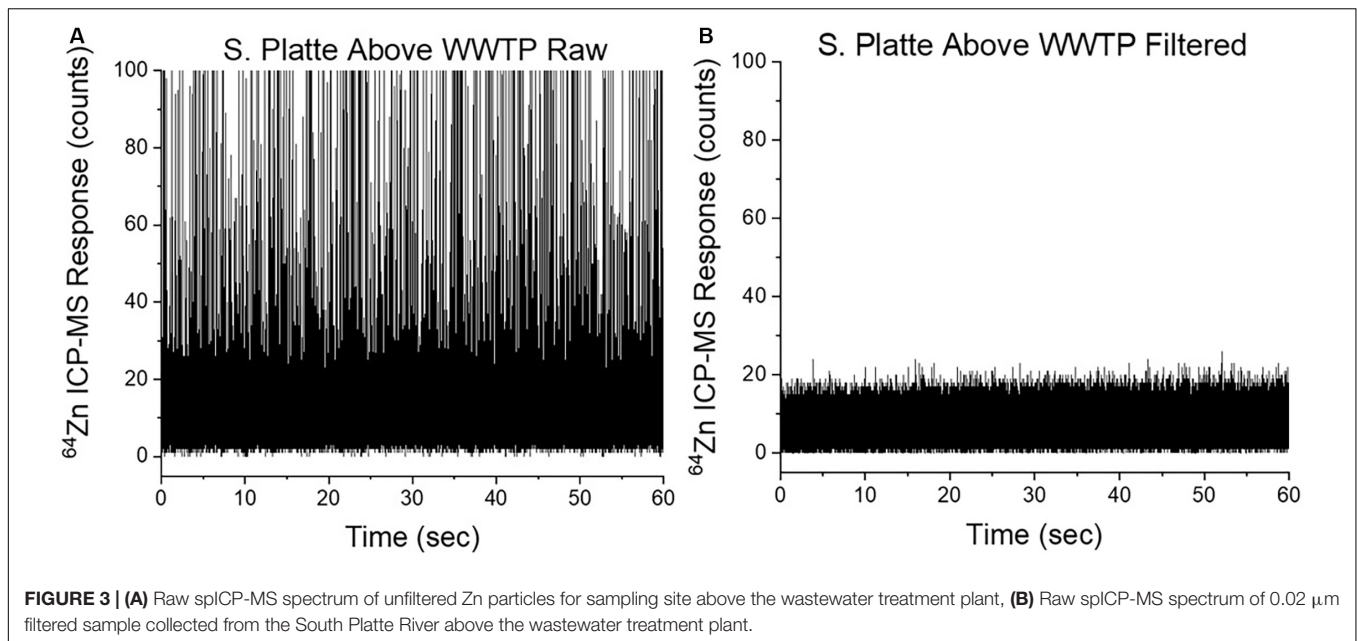 A
S. Platte Above WWTP Raw
100
80
60
40
20
0
⁶⁴Zn ICP-MS Response (counts)
0 10 20 30 40 50 60
Time (sec)
B
S. Platte Above WWTP Filtered
100
80
60
40
20
0
⁶⁴Zn ICP-MS Response (counts)
0 10 20 30 40 50 60
Time (sec)
FIGURE 3 | (A) Raw spICP-MS spectrum of unfiltered Zn particles for sampling site above the wastewater treatment plant, (B) Raw spICP-MS spectrum of 0.02 μm
filtered sample collected from the South Platte River above the wastewater treatment plant.